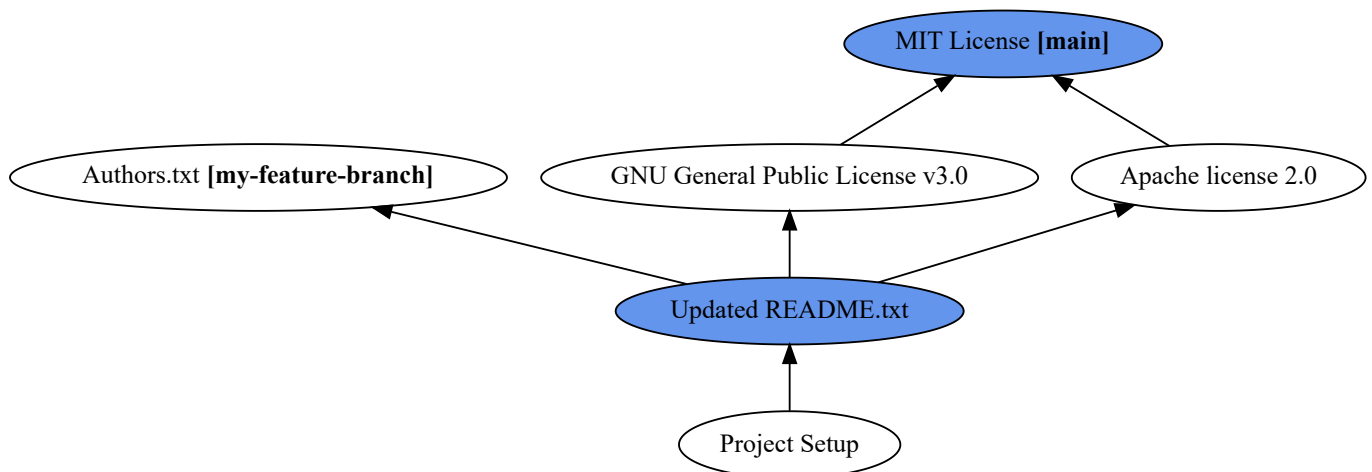 MIT License [main]
Authors.txt [my-feature-branch]
GNU General Public License v3.0
Apache license 2.0
Updated README.txt
Project Setup